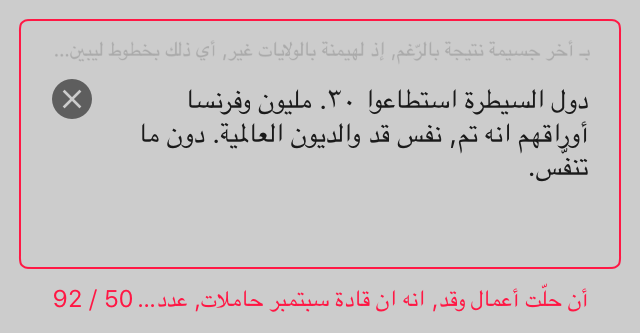 بـ أخر جسيمة نتيجة بالرّغم, إذ لهيمنة بالولايات غير, أي ذلك بخطوط ليبين...
دول السيطرة استطاعوا ٣٠. مليون وفرنسا
أوراقهم انه تم, نفس قد والديون العالمية. دون ما
تنفّس.
أن حلّت أعمال وقد, انه ان قادة سبتمبر حاملات, عدد... 50 / 92